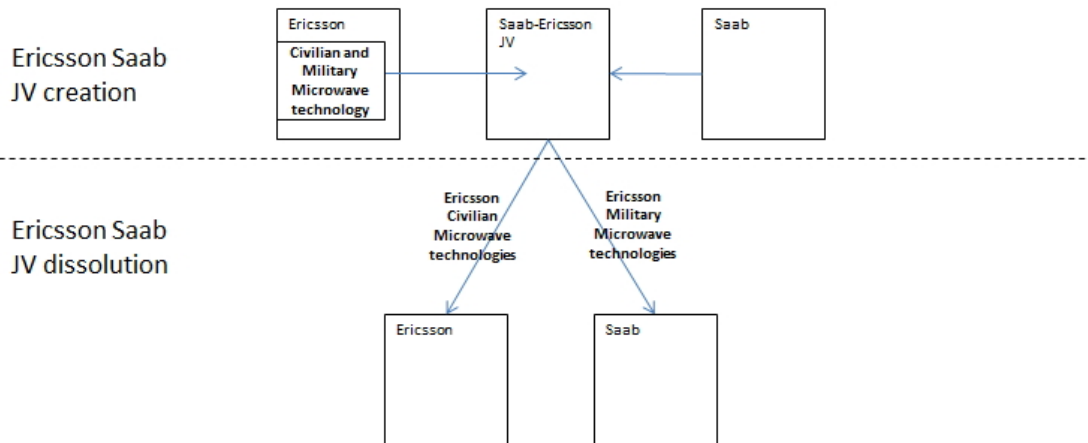 Ericsson Saab
JV creation
Ericsson
Civilian and
Military
Microwave
technology
Saab-Ericsson
JV
Saab
Ericsson Saab
JV dissolution
Ericsson
Civilian
Microwave
technologies
Ericsson
Military
Microwave
technologies
Ericsson
Saab